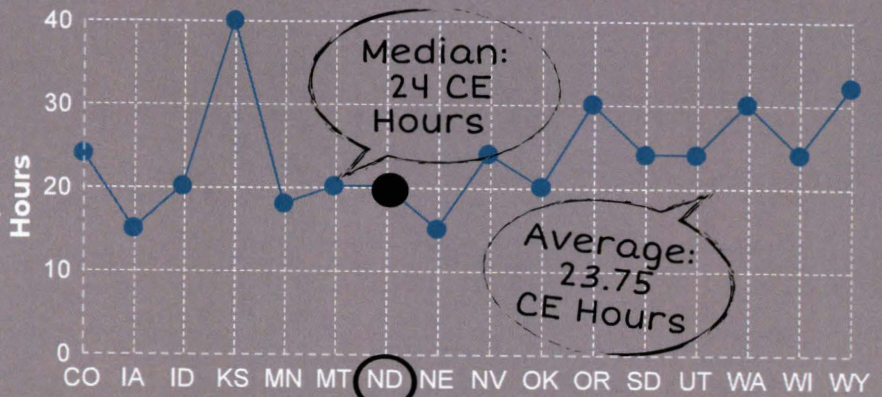 Hours
40
30
20
10
0
Median:
24 CE
Hours
Average:
23.75
CE Hours
CO IA ID KS MN MT ND NE NV OK OR SD UT WA WI WY